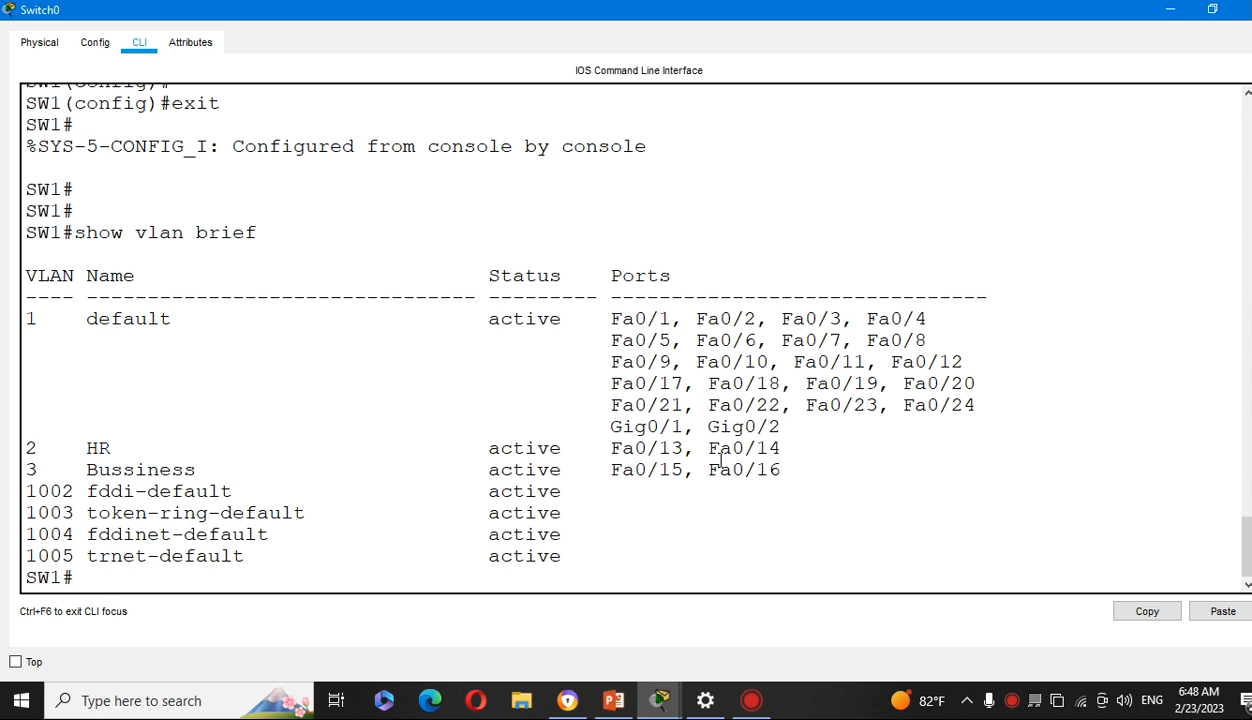 Switch0
Physical Config CLI Attributes
IOS Command Line Interface
SW1(config)#
SW1(config)#exit
SW1#
%SYS-5-CONFIG_I: Configured from console by console
SW1#
SW1#
SW1#show vlan brief
VLAN Name Status Ports
---- -------------------------------- --------- -------------------------------
1 default active Fa0/1, Fa0/2, Fa0/3, Fa0/4
Fa0/5, Fa0/6, Fa0/7, Fa0/8
Fa0/9, Fa0/10, Fa0/11, Fa0/12
Fa0/17, Fa0/18, Fa0/19, Fa0/20
Fa0/21, Fa0/22, Fa0/23, Fa0/24
Gig0/1, Gig0/2
2 HR active Fa0/13, Fa0/14
3 Bussiness active Fa0/15, Fa0/16
1002 fddi-default active
1003 token-ring-default active
1004 fddinet-default active
1005 trnet-default active
SW1#
Ctrl+F6 to exit CLI focus
Copy Paste
Top
Type here to search
82°F
ENG
6:48 AM
2/23/2023